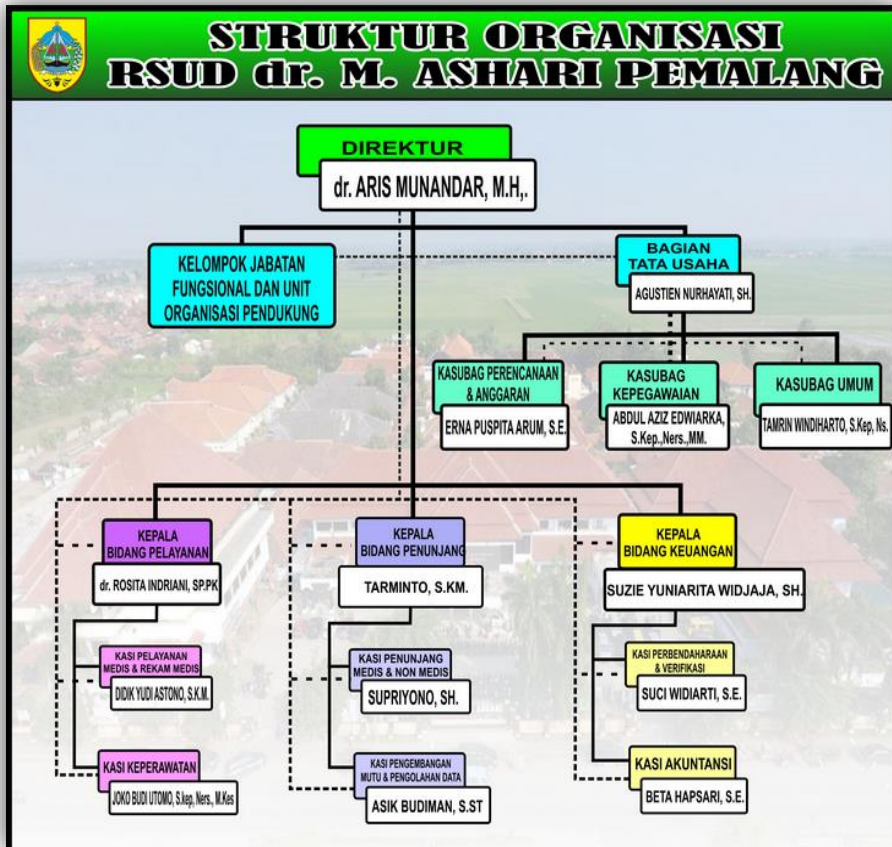 STRUKTUR ORGANISASI
RSUD dr. M. ASHARI PEMALANG
DIREKTUR
dr. ARIS MUNANDAR, M.H,.
KELOMPOK JABATAN
FUNGSIONAL DAN UNIT
ORGANISASI PENDUKUNG
BAGIAN
TATA USAHA
AGUSTIEN NURHAYATI, SH.
KASUBAG PERENCANAAN
& ANGGARAN
ERNA PUSPITA ARUM, S.E.
KASUBAG
KEPEGAWAIAN
ABDUL AZIZ EDWIARKA,
S.Kep.,Ners.,MM.
KASUBAG UMUM
TAMRIN WINDIHARTO, S.Kep, Ns.
KEPALA
BIDANG PELAYANAN
dr. ROSITA INDRIANI, SP.PK
KASI PELAYANAN
MEDIS & REKAM MEDIS
DIDIK YUDI ASTONO, S.K.M.
KASI KEPERAWATAN
JOKO BUDI UTOMO, S.kep, Ners., M.Kes
KEPALA
BIDANG PENUNJANG
TARMINTO, S.KM.
KASI PENUNJANG
MEDIS & NON MEDIS
SUPRIYONO, SH.
KASI PENGEMBANGAN
MUTU & PENGOLAHAN DATA
ASIK BUDIMAN, S.ST
KEPALA
BIDANG KEUANGAN
SUZIE YUNIARITA WIDJAJA, SH.
KASI PERBENDAHARAAN
& VERIFIKASI
SUCI WIDIARTI, S.E.
KASI AKUNTANSI
BETA HAPSARI, S.E.